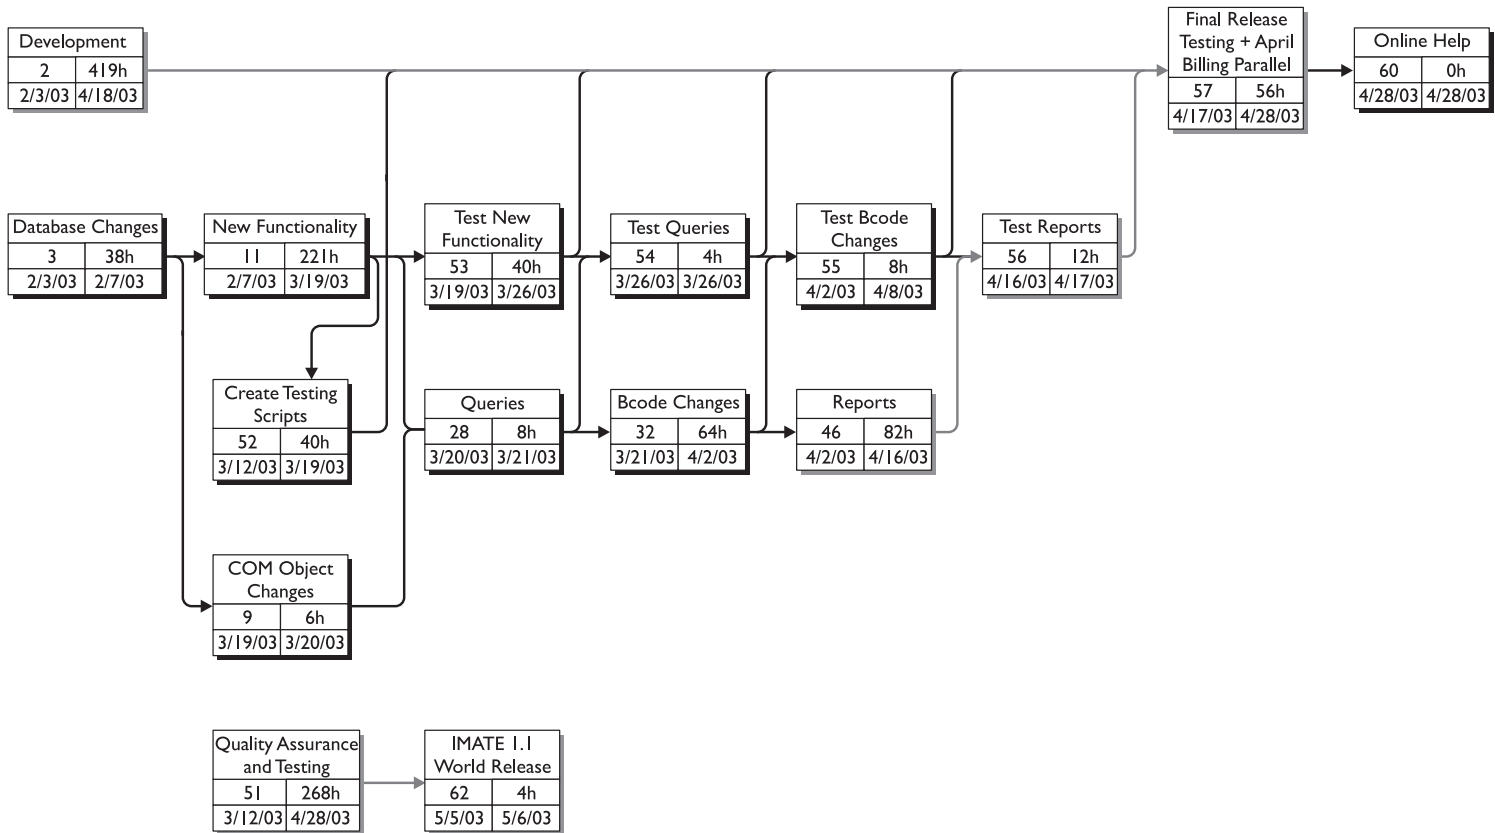 Development
2 419h
2/3/03 4/18/03
Final Release
Testing + April
Billing Parallel
57 56h
4/17/03 4/28/03
Online Help
60 0h
4/28/03 4/28/03
Database Changes
3 38h
2/3/03 2/7/03
New Functionality
11 221h
2/7/03 3/19/03
Test New
Functionality
53 40h
3/19/03 3/26/03
Test Queries
54 4h
3/26/03 3/26/03
Test Bcode
Changes
55 8h
4/2/03 4/8/03
Test Reports
56 12h
4/16/03 4/17/03
Create Testing
Scripts
52 40h
3/12/03 3/19/03
Queries
28 8h
3/20/03 3/21/03
Bcode Changes
32 64h
3/21/03 4/2/03
Reports
46 82h
4/2/03 4/16/03
COM Object
Changes
9 6h
3/19/03 3/20/03
Quality Assurance
and Testing
51 268h
3/12/03 4/28/03
IMATE 1.1
World Release
62 4h
5/5/03 5/6/03